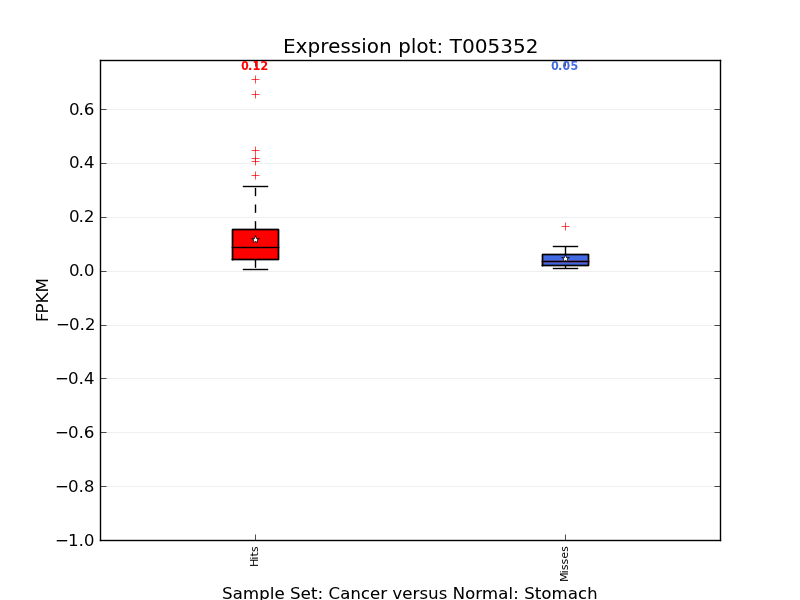 Expression plot: T005352
0.12
0.05
0.6
0.4
0.2
0.0
−0.2
−0.4
−0.6
−0.8
−1.0
FPKM
Hits
Misses
Sample Set: Cancer versus Normal: Stomach